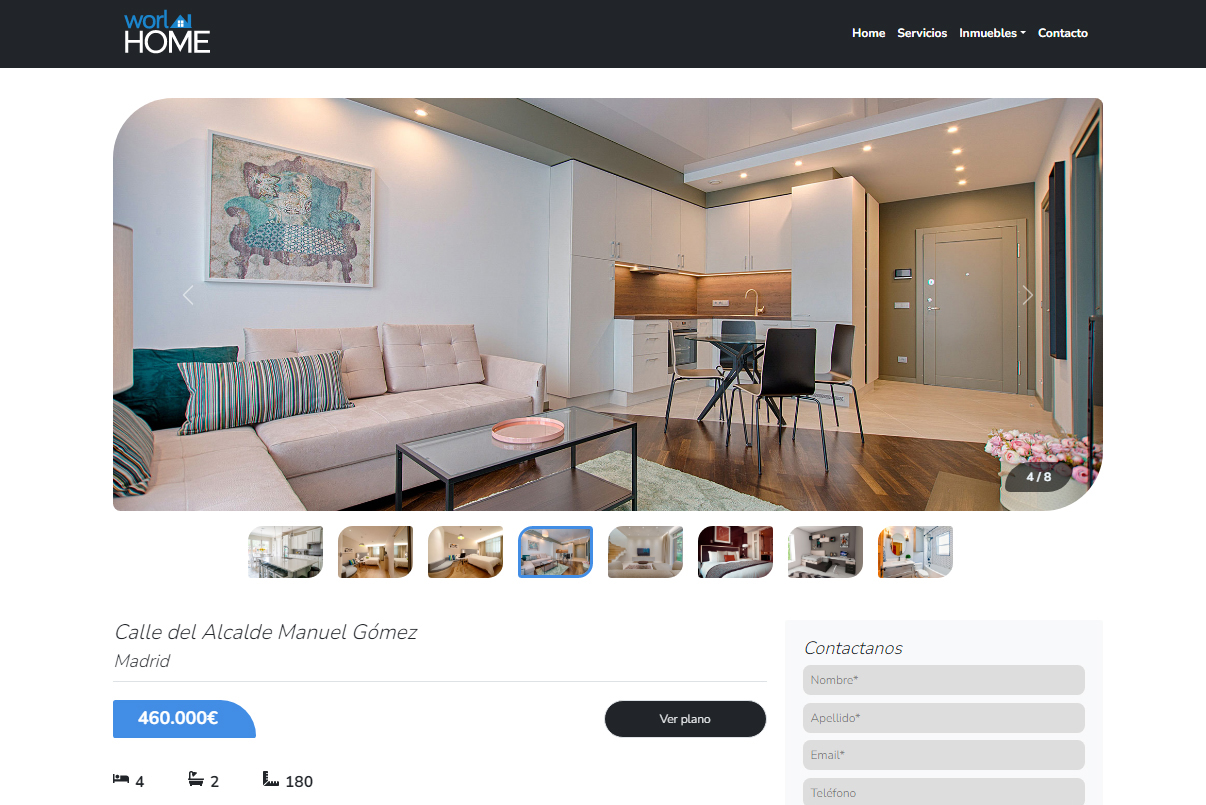 worl
HOME
Home Servicios Inmuebles Contacto
4 / 8
Calle del Alcalde Manuel Gómez
Madrid
460.000€
Ver plano
4 2 180
Contactanos
Nombre*
Apellido*
Email*
Teléfono